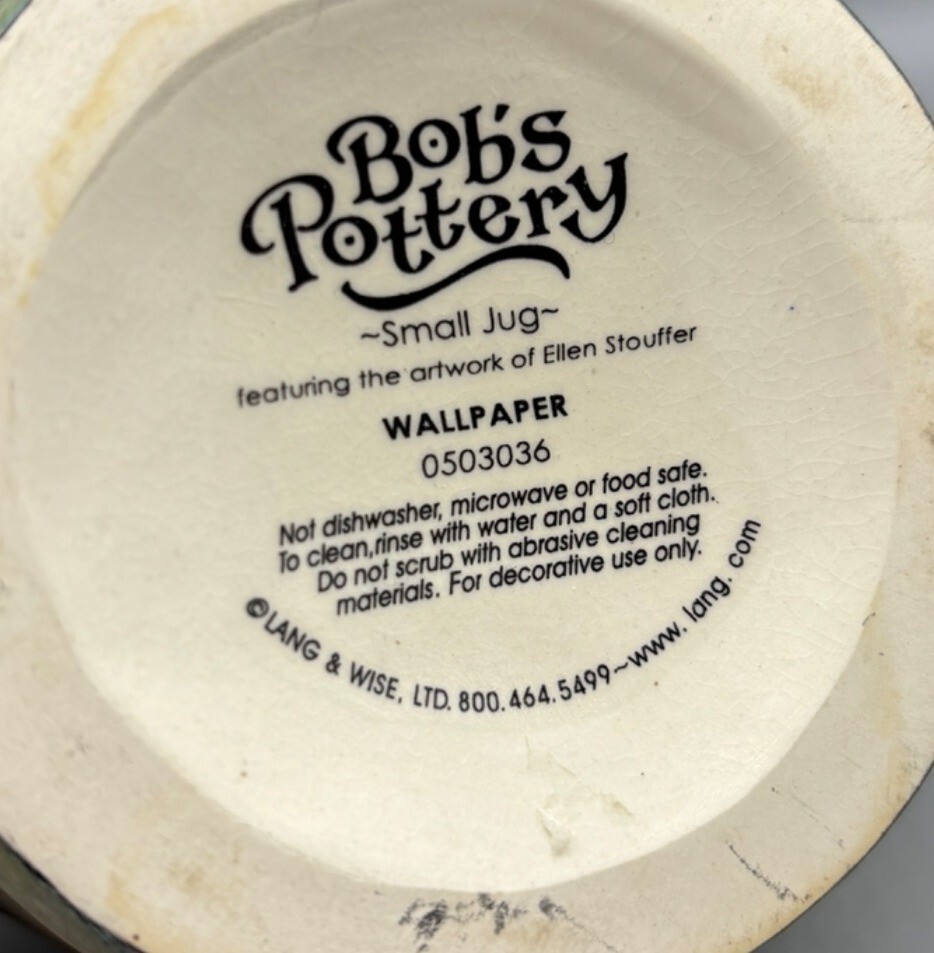 Bob's
Pottery
~Small Jug~
featuring the artwork of Ellen Stouffer
WALLPAPER
0503036
Not dishwasher, microwave or food safe.
To clean,rinse with water and a soft cloth.
Do not scrub with abrasive cleaning
materials. For decorative use only.
©LANG & WISE, LTD. 800.464.5499~www. lang. com